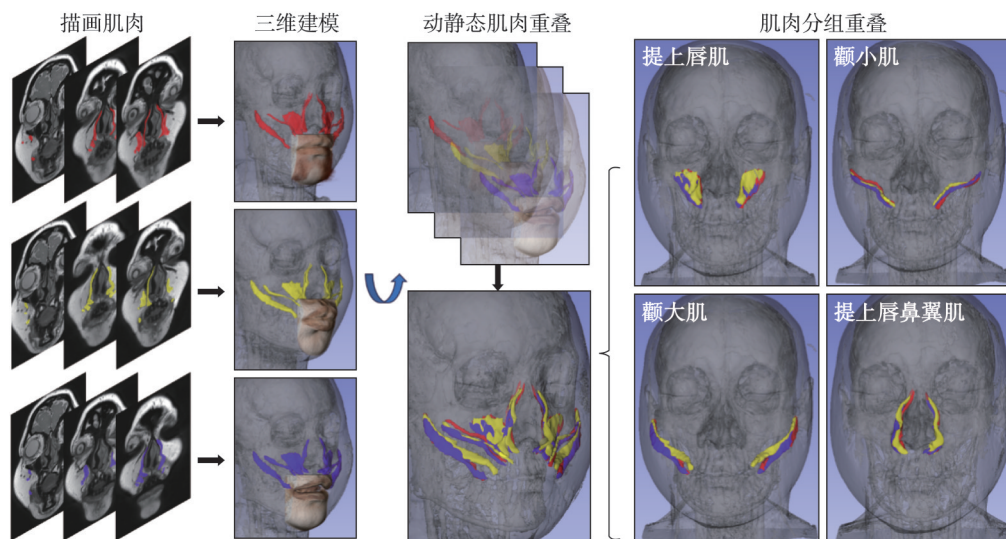 描画肌肉
三维建模
动静态肌肉重叠
肌肉分组重叠
提上唇肌
颧小肌
颧大肌
提上唇鼻翼肌